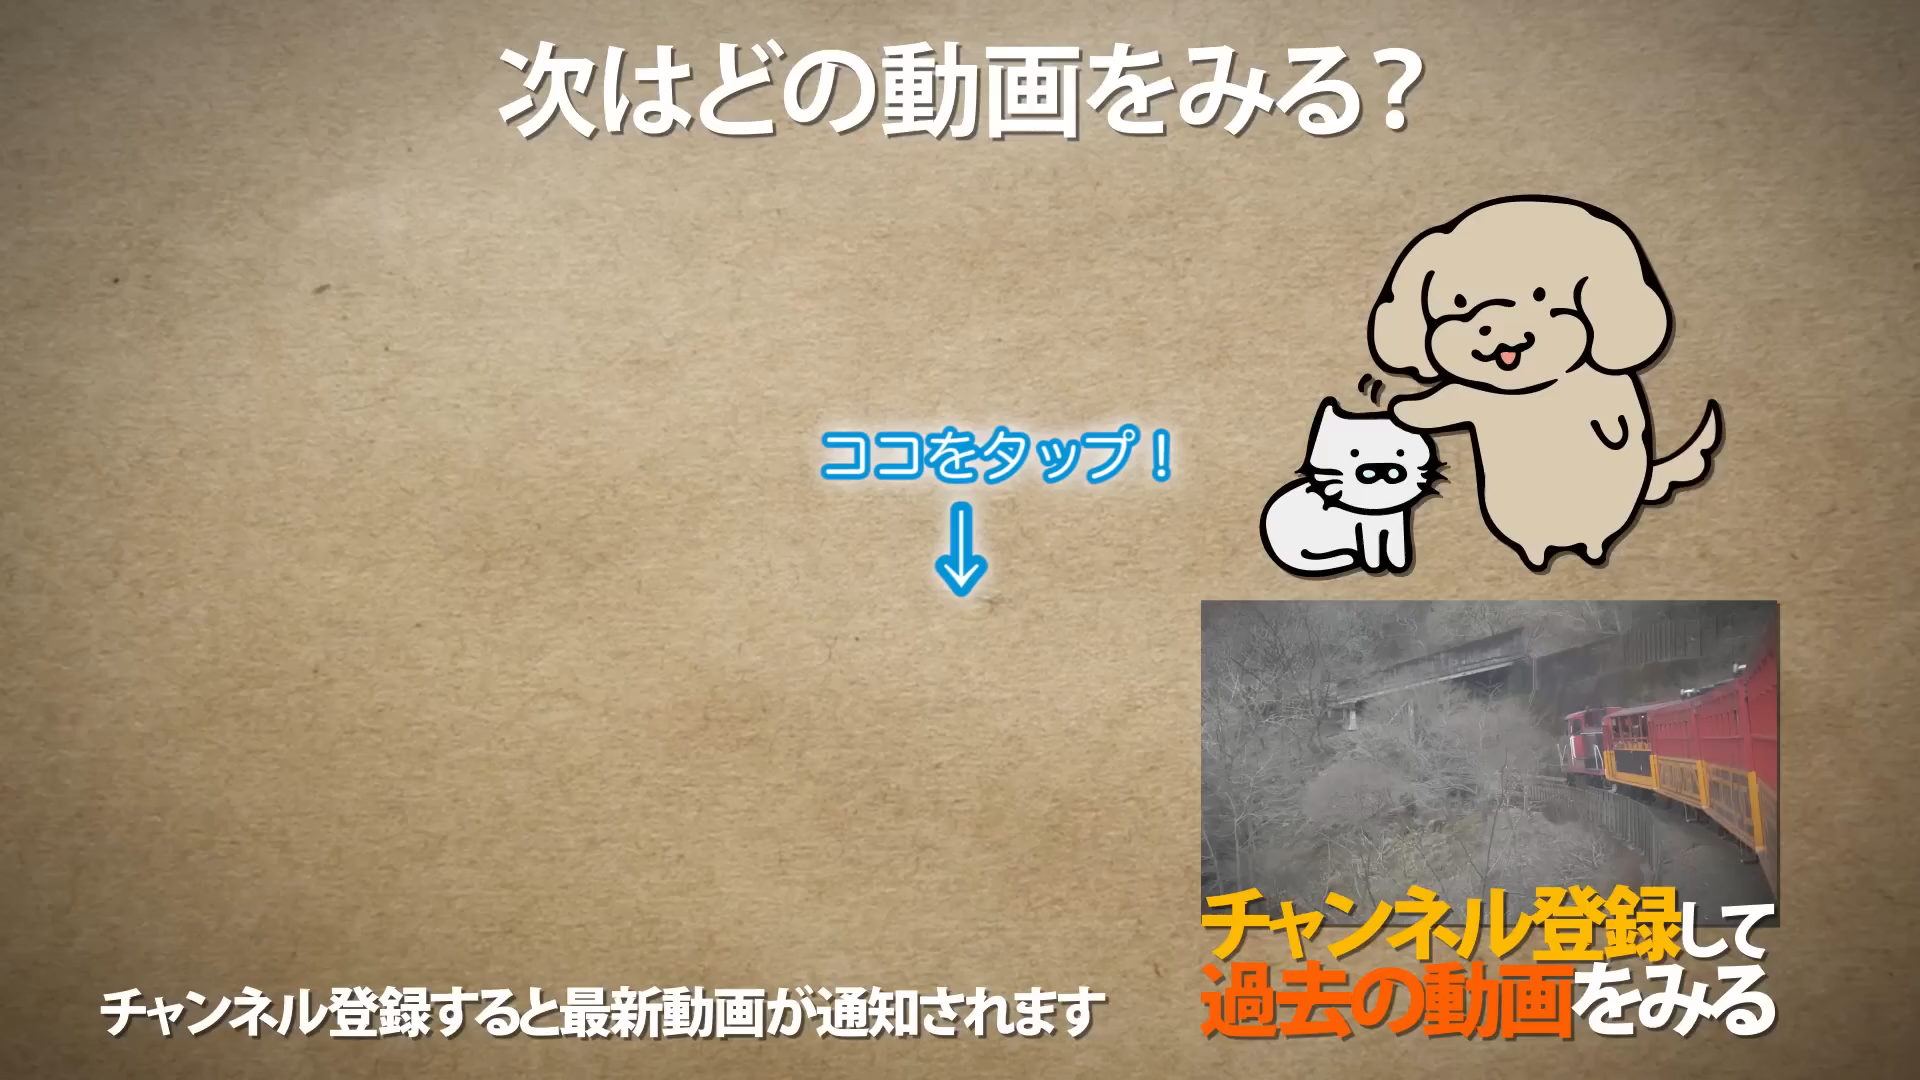 次はどの動画をみる？
ココをタップ！
チャンネル登録して
過去の動画をみる
チャンネル登録すると最新動画が通知されます